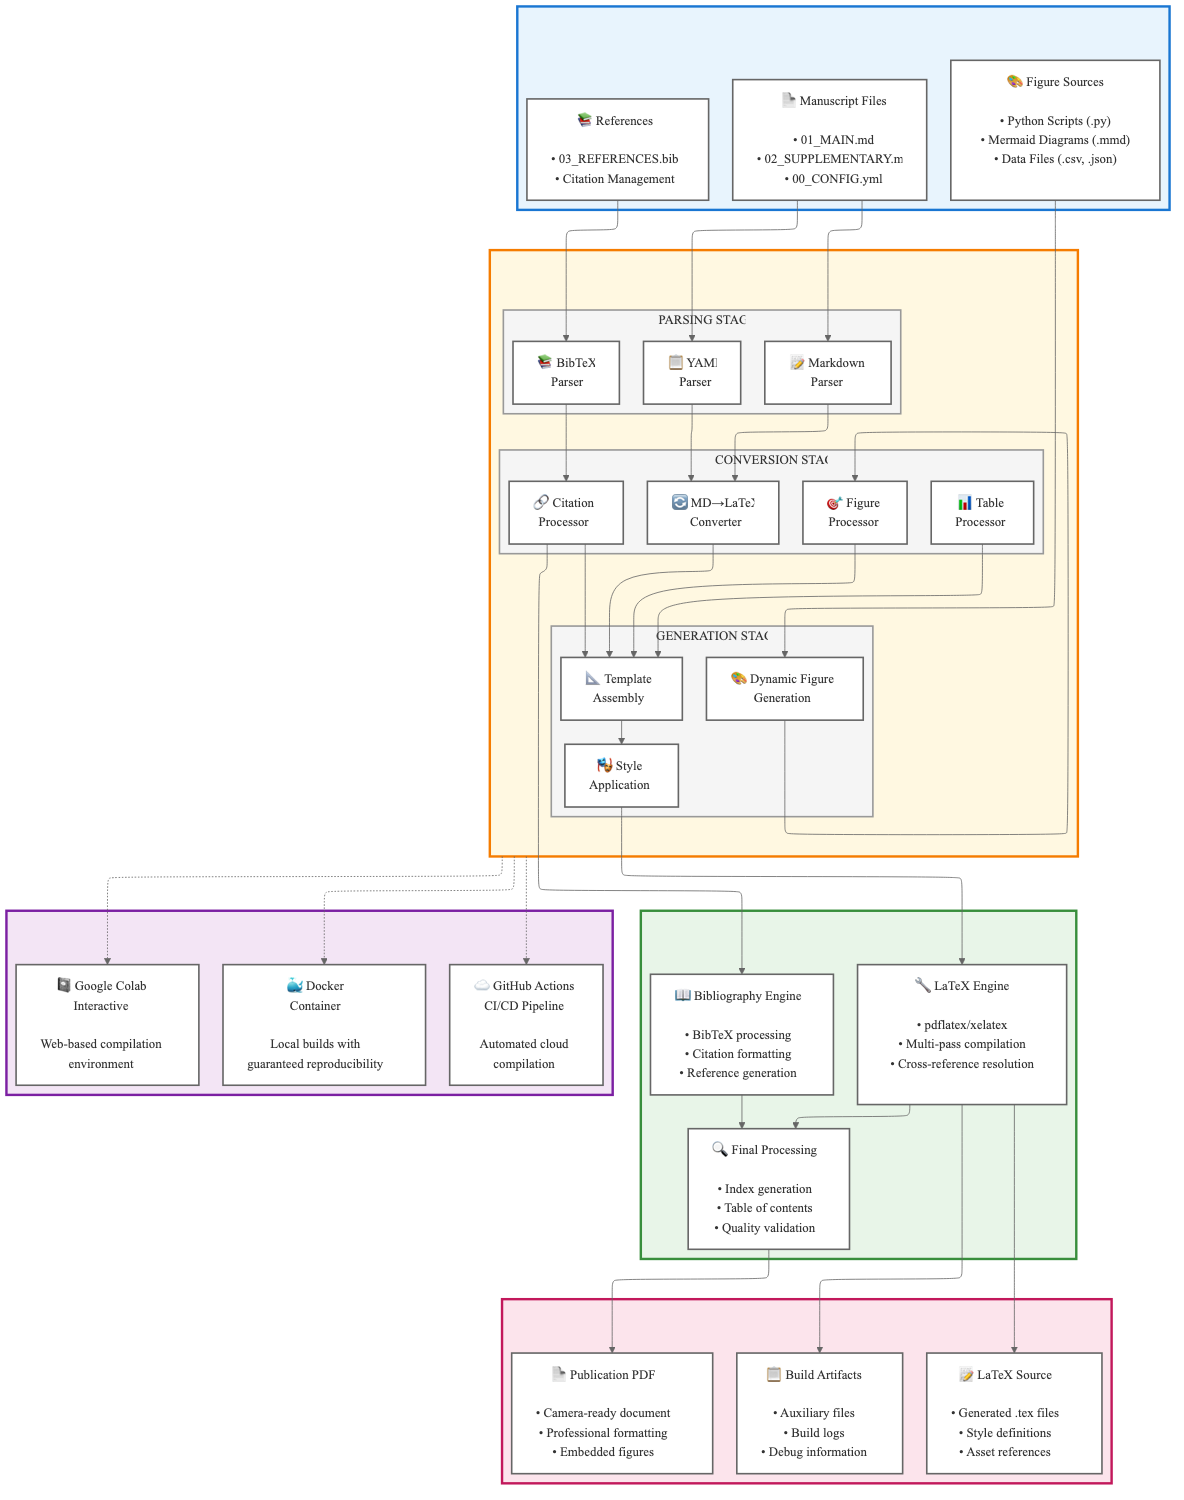 References
• 03_REFERENCES.bib
• Citation Management
Manuscript Files
• 01_MAIN.md
• 02_SUPPLEMENTARY.m
• 00_CONFIG.yml
Figure Sources
• Python Scripts (.py)
• Mermaid Diagrams (.mmd)
• Data Files (.csv, .json)
PARSING STAG
BibTeX
Parser
YAM
Parser
Markdown
Parser
CONVERSION STAG
Citation
Processor
MD→LaTeX
Converter
Figure
Processor
Table
Processor
GENERATION STAG
Template
Assembly
Dynamic Figure
Generation
Style
Application
Google Colab
Interactive
Web-based compilation
environment
Docker
Container
Local builds with
guaranteed reproducibility
GitHub Actions
CI/CD Pipeline
Automated cloud
compilation
Bibliography Engine
• BibTeX processing
• Citation formatting
• Reference generation
LaTeX Engine
• pdflatex/xelatex
• Multi-pass compilation
• Cross-reference resolution
Final Processing
• Index generation
• Table of contents
• Quality validation
Publication PDF
• Camera-ready document
• Professional formatting
• Embedded figures
Build Artifacts
• Auxiliary files
• Build logs
• Debug information
LaTeX Source
• Generated .tex files
• Style definitions
• Asset references